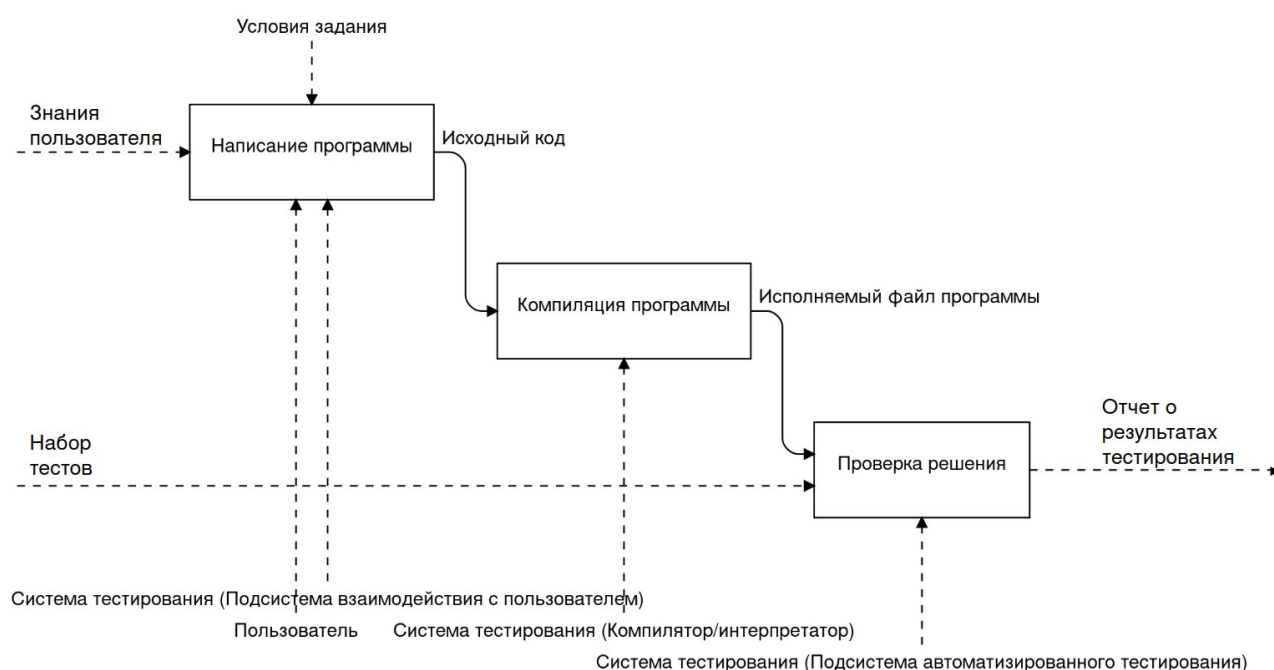 Условия задания
Знания
пользователя
Написание программы
Исходный код
Компиляция программы
Исполняемый файл программы
Набор
тестов
Проверка решения
Отчет о
результатах
тестирования
Система тестирования (Подсистема взаимодействия с пользователем)
Пользователь
Система тестирования (Компилятор/интерпретатор)
Система тестирования (Подсистема автоматизированного тестирования)